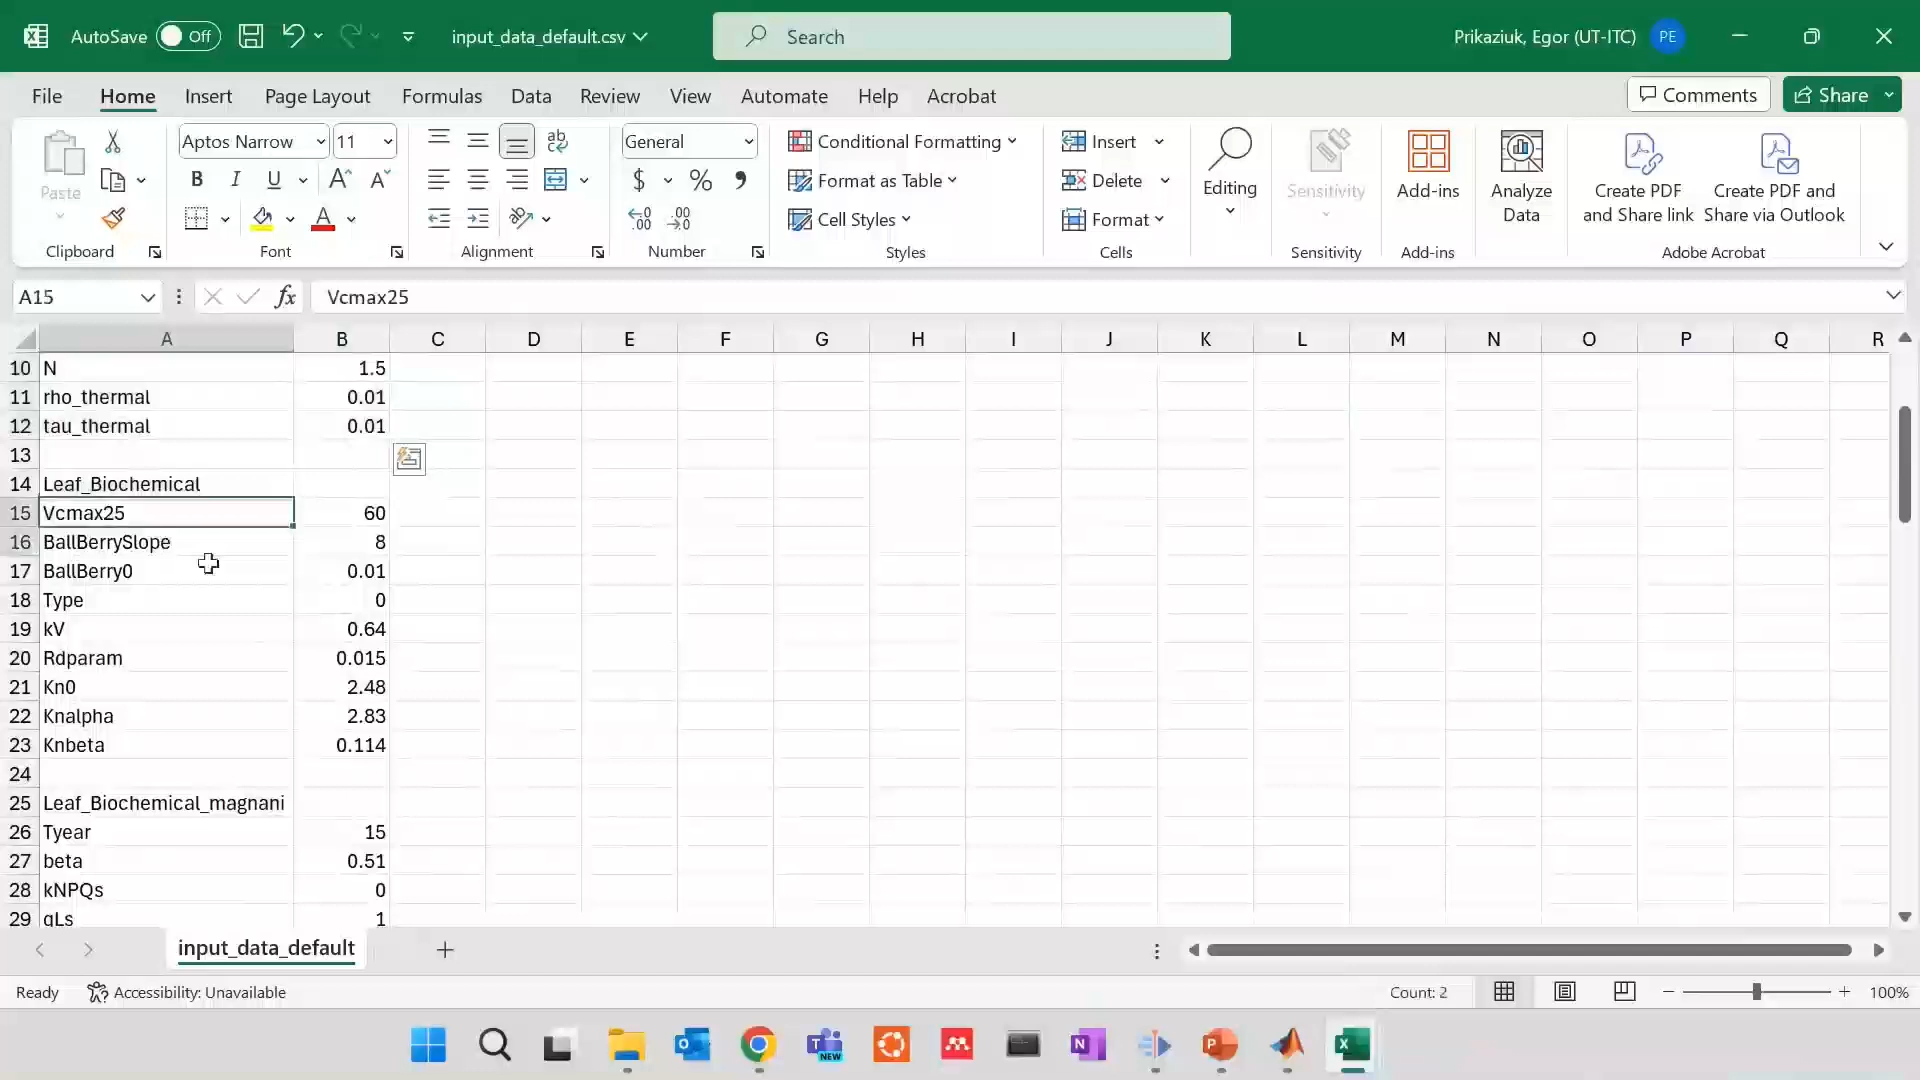 AutoSave Off input_data_default.csv Search Prikaziuk, Egor (UT-ITC) PE
File Home Insert Page Layout Formulas Data Review View Automate Help Acrobat Comments Share
Paste Clipboard
Aptos Narrow 11 B I U A A A Font
ab Alignment
General $ % Number
Conditional Formatting
Format as Table
Cell Styles
Styles
Insert
Delete
Format
Cells
Editing
Sensitivity
Sensitivity
Add-ins
Add-ins
Analyze
Data
Create PDF
and Share link
Create PDF and
Share via Outlook
Adobe Acrobat
A15 fx Vcmax25
A B C D E F G H I J K L M N O P Q R
10 N 1.5
11 rho_thermal 0.01
12 tau_thermal 0.01
13
14 Leaf_Biochemical
15 Vcmax25 60
16 BallBerrySlope 8
17 BallBerry0 0.01
18 Type 0
19 kV 0.64
20 Rdparam 0.015
21 Kn0 2.48
22 Knalpha 2.83
23 Knbeta 0.114
24
25 Leaf_Biochemical_magnani
26 Tyear 15
27 beta 0.51
28 kNPQs 0
29 qLs 1
input_data_default
Ready Accessibility: Unavailable Count: 2 100%
NEW